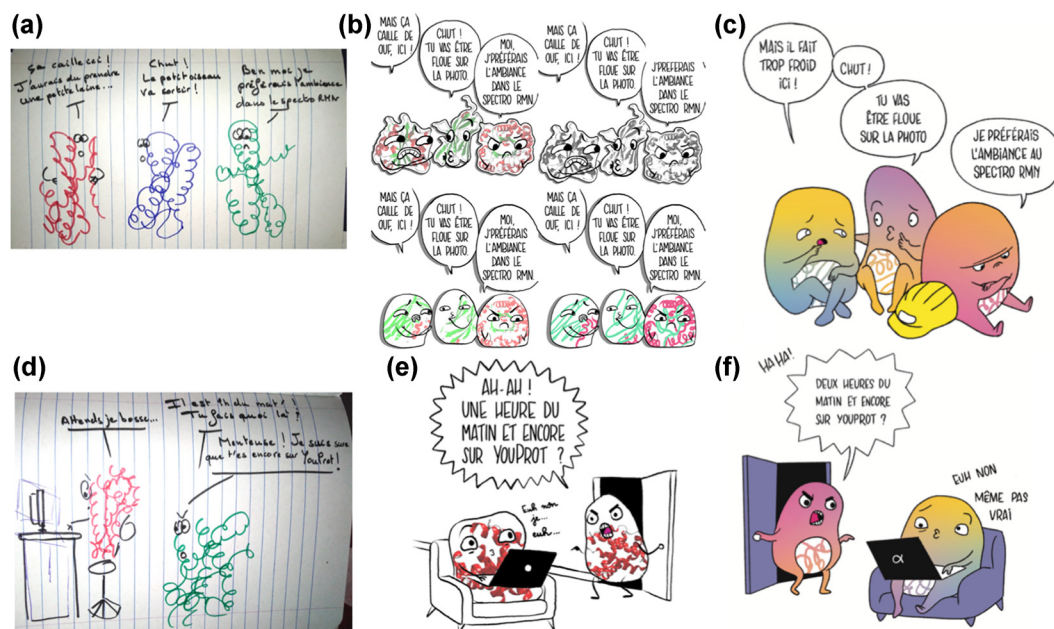 (a)
Ça caille ici !
J'aurais du prendre
une petite laine...
Chut !
Le petit oiseau
va sortir !
Ben moi je
préférais l'ambiance
dans le spectro RMN
(b)
MAIS ÇA
CAILLE DE
OUF, ICI !
CHUT !
TU VAS ÊTRE
FLOUE SUR
LA PHOTO.
MOI,
J'PRÉFÉRAIS
L'AMBIANCE
DANS LE
SPECTRO RMN.
MAIS ÇA
CAILLE DE
OUF, ICI !
CHUT !
TU VAS ÊTRE
FLOUE SUR
LA PHOTO.
MOI,
J'PRÉFÉRAIS
L'AMBIANCE
DANS LE
SPECTRO RMN.
MAIS ÇA
CAILLE DE
OUF, ICI !
CHUT !
TU VAS ÊTRE
FLOUE SUR
LA PHOTO.
MOI,
J'PRÉFÉRAIS
L'AMBIANCE
DANS LE
SPECTRO RMN.
MAIS ÇA
CAILLE DE
OUF, ICI !
CHUT !
TU VAS ÊTRE
FLOUE SUR
LA PHOTO.
MOI,
J'PRÉFÉRAIS
L'AMBIANCE
DANS LE
SPECTRO RMN.
(c)
MAIS IL FAIT
TROP FROID
ICI !
CHUT !
TU VAS
ÊTRE FLOUE
SUR LA PHOTO
JE PRÉFÉRAIS
L'AMBIANCE AU
SPECTRO RMN
(d)
Attends je bosse...
Il est 1h du mat' !
Tu fais quoi là ?
Menteuse ! Je suis sûre
que t'es encore sur YouProt !
(e)
AH-AH !
UNE HEURE DU
MATIN ET ENCORE
SUR YOUPROT ?
Euh non
je...
euh...
(f)
HA HA !
DEUX HEURES DU
MATIN ET ENCORE
SUR YOUPROT ?
EUH NON
MÊME PAS
VRAI
α